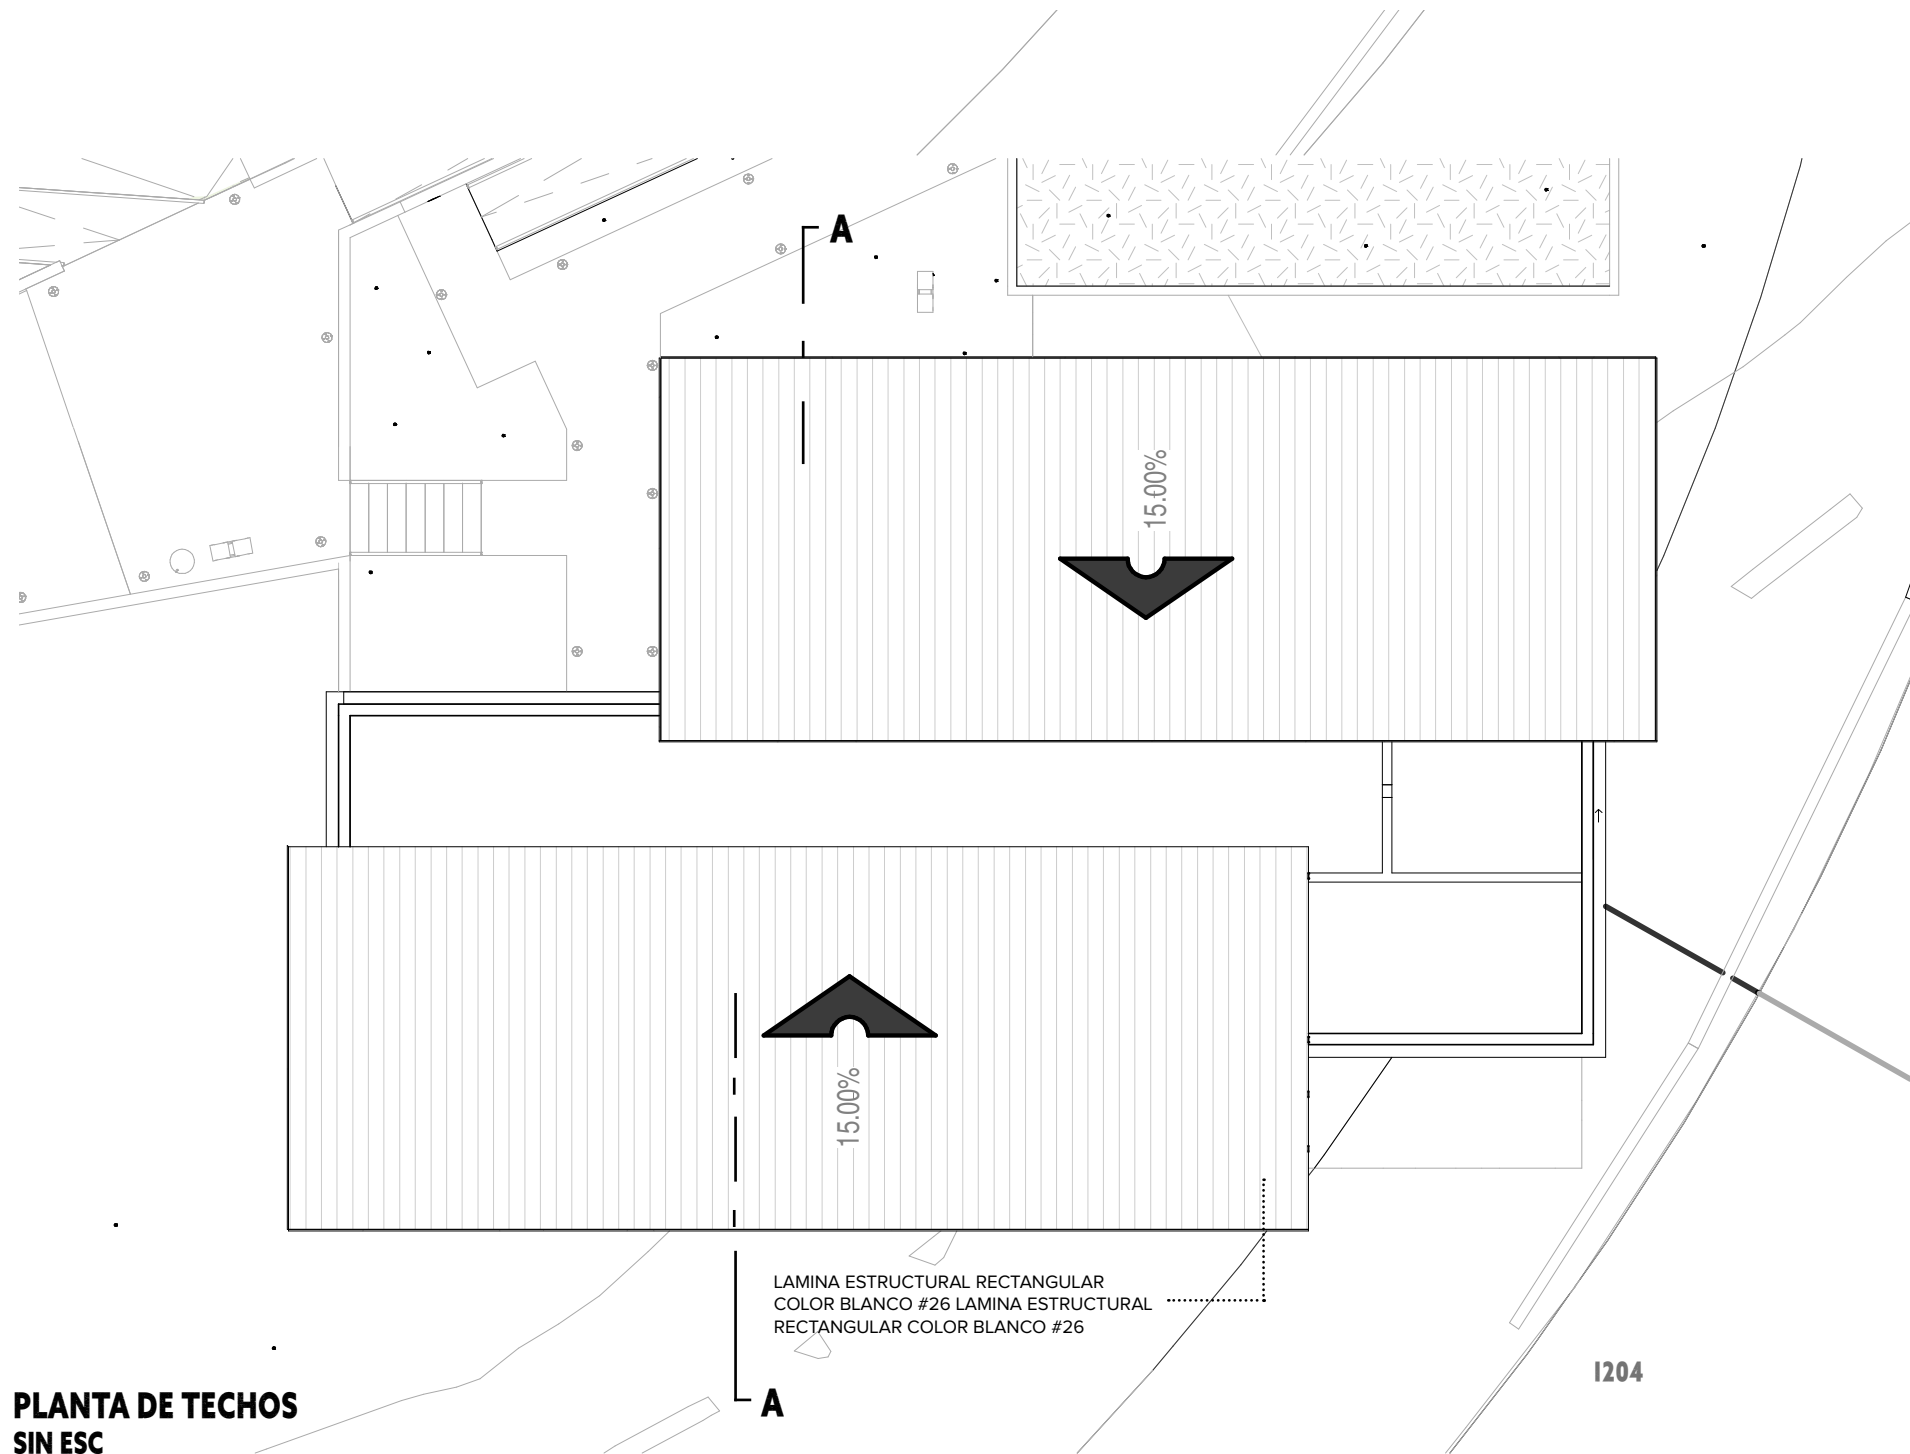 A
15.00%
15.00%
LAMINA ESTRUCTURAL RECTANGULAR
COLOR BLANCO #26 LAMINA ESTRUCTURAL
RECTANGULAR COLOR BLANCO #26
1204
A
PLANTA DE TECHOS
SIN ESC